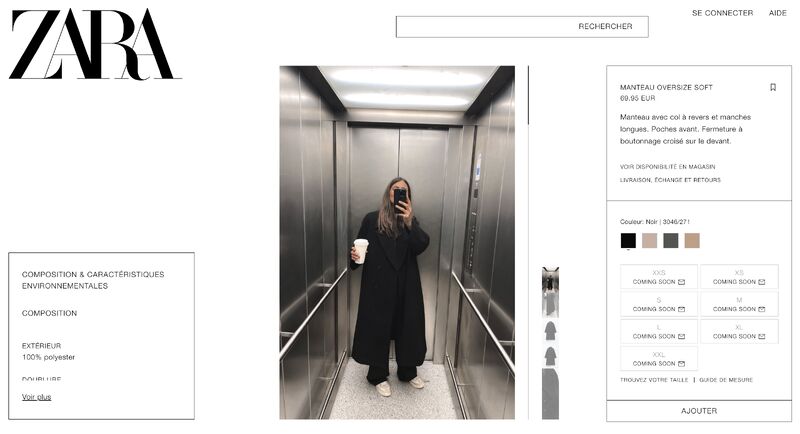 ZARA
RECHERCHER
SE CONNECTER AIDE
MANTEAU OVERSIZE SOFT
69.95 EUR
Manteau avec col à revers et manches
longues. Poches avant. Fermeture à
boutonnage croisé sur le devant.
VOIR DISPONIBILITÉ EN MAGASIN
LIVRAISON, ÉCHANGE ET RETOURS
Couleur: Noir | 3046/271
XXS
COMING SOON
XS
COMING SOON
S
COMING SOON
M
COMING SOON
L
COMING SOON
XL
COMING SOON
XXL
COMING SOON
TROUVEZ VOTRE TAILLE | GUIDE DE MESURE
AJOUTER
COMPOSITION & CARACTÉRISTIQUES
ENVIRONNEMENTALES
COMPOSITION
EXTÉRIEUR
100% polyester
DOUBLURE
Voir plus